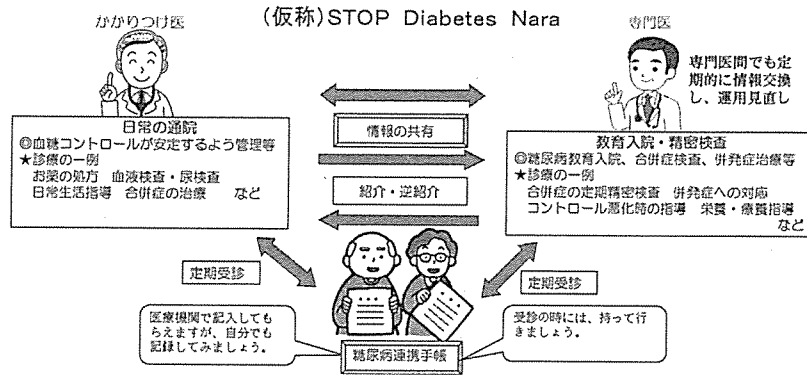 (仮称)STOP Diabetes Nara
かかりつけ医
専門医
専門医間でも定
期的に情報交換
し、運用見直し
日常の通院
◎血糖コントロールが安定するよう管理等
★診療の一例
お薬の処方 血液検査・尿検査
日常生活指導 合併症の治療 など
情報の共有
紹介・逆紹介
教育入院・精密検査
◎糖尿病教育入院、合併症検査、併発症治療等
★診療の一例
合併症の定期精密検査 併発症への対応
コントロール悪化時の指導 栄養・療養指導
など
定期受診
定期受診
医療機関で記入しても
らえますが、自分でも
記録してみましょう。
受診の時には、持って行
きましょう。
糖尿病連携手帳